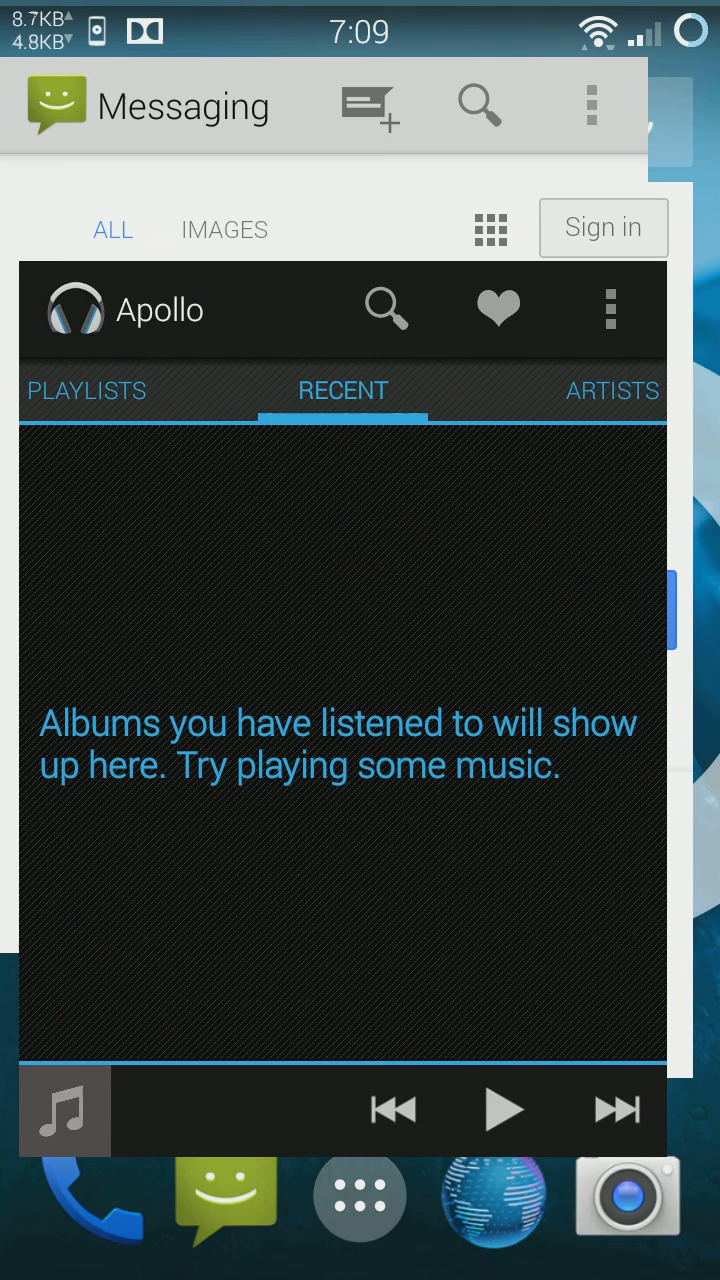 8.7KB
4.8KB
7:09
Messaging
ALL IMAGES
Sign in
Apollo
PLAYLISTS RECENT ARTISTS
Albums you have listened to will show
up here. Try playing some music.